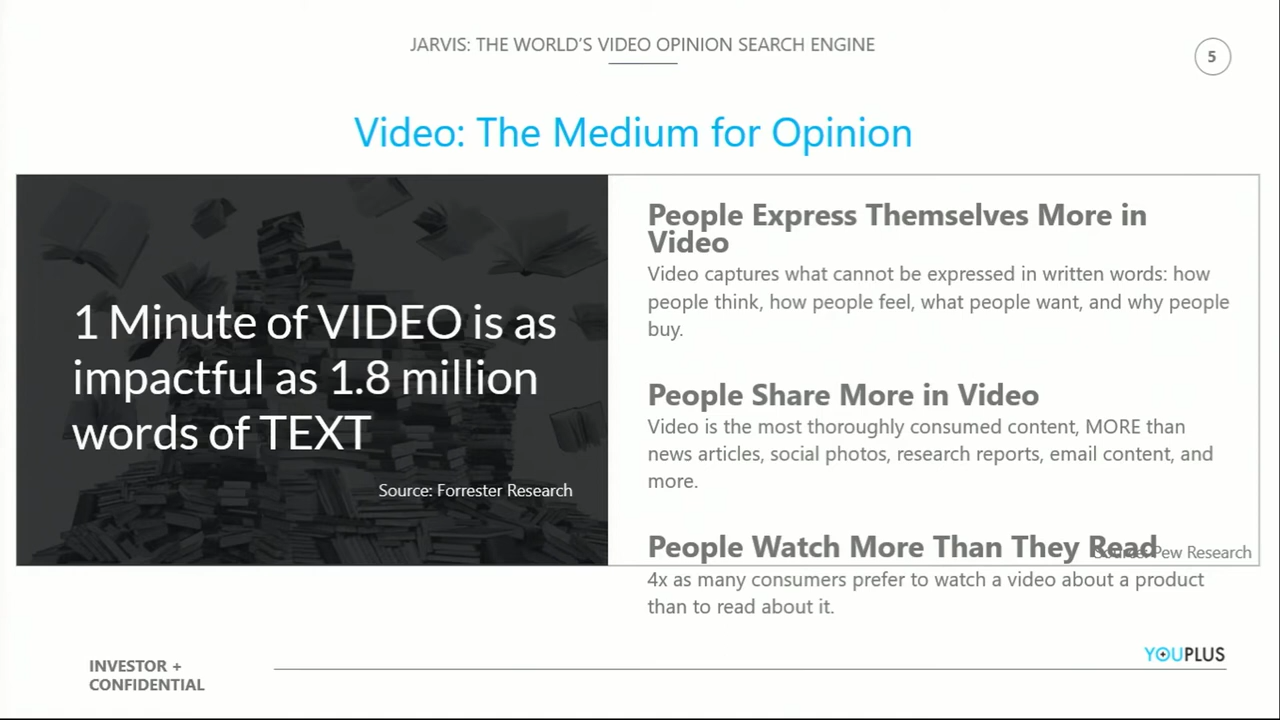 JARVIS: THE WORLD'S VIDEO OPINION SEARCH ENGINE
5
Video: The Medium for Opinion
1 Minute of VIDEO is as
impactful as 1.8 million
words of TEXT
Source: Forrester Research
People Express Themselves More in
Video
Video captures what cannot be expressed in written words: how
people think, how people feel, what people want, and why people
buy.
People Share More in Video
Video is the most thoroughly consumed content, MORE than
news articles, social photos, research reports, email content, and
more.
People Watch More Than They Read
Source: Pew Research
4x as many consumers prefer to watch a video about a product
than to read about it.
INVESTOR +
CONFIDENTIAL
YOUPLUS